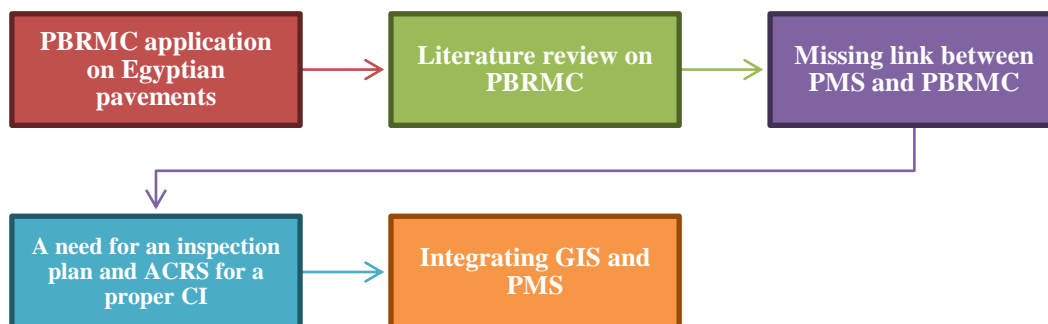 PBRMC application
on Egyptian
pavements
Literature review on
PBRMC
Missing link between
PMS and PBRMC
A need for an inspection
plan and ACRS for a
proper CI
Integrating GIS and
PMS